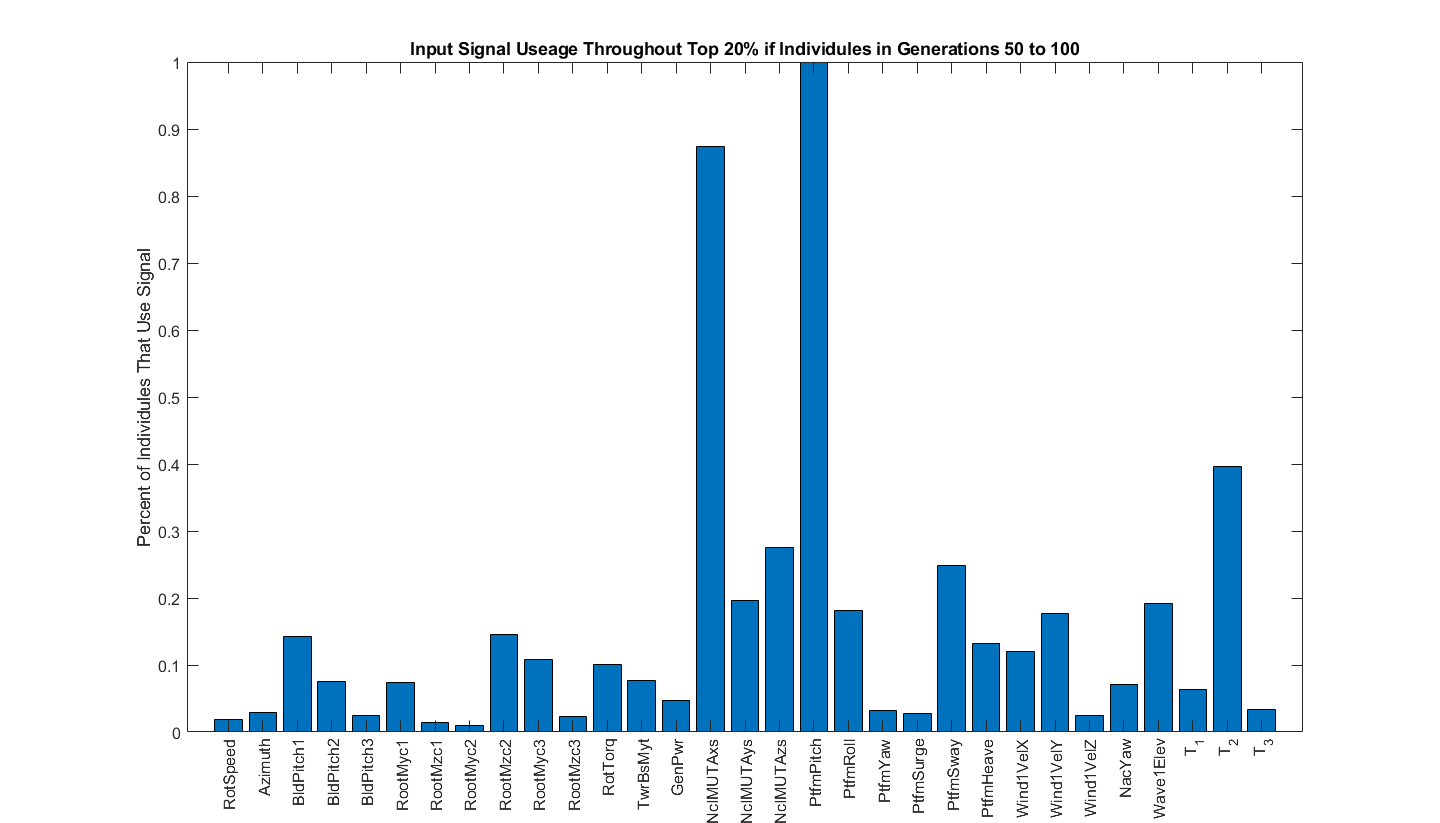 Input Signal Useage Throughout Top 20% if Individules in Generations 50 to 100
Percent of Individules That Use Signal
1
0.9
0.8
0.7
0.6
0.5
0.4
0.3
0.2
0.1
0
RotSpeed
Azimuth
BldPitch1
BldPitch2
BldPitch3
RootMyc1
RootMzc1
RootMyc2
RootMzc2
RootMyc3
RootMzc3
RotTorq
TwrBsMyt
GenPwr
NclMUTAxs
NclMUTAys
NclMUTAzs
PtfmPitch
PtfmRoll
PtfmYaw
PtfmSurge
PtfmSway
PtfmHeave
Wind1VelX
Wind1VelY
Wind1VelZ
NacYaw
Wave1Elev
T1
T2
T3